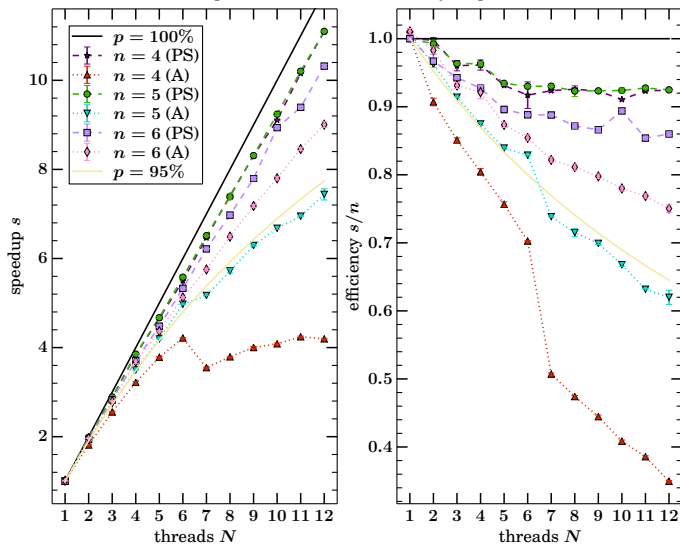 p = 100%
n = 4 (PS)
n = 4 (A)
n = 5 (PS)
n = 5 (A)
n = 6 (PS)
n = 6 (A)
p = 95%
speedup s
10
8
6
4
2
1 2 3 4 5 6 7 8 9 10 11 12
threads N
efficiency s/n
1.0
0.9
0.8
0.7
0.6
0.5
0.4
1 2 3 4 5 6 7 8 9 10 11 12
threads N